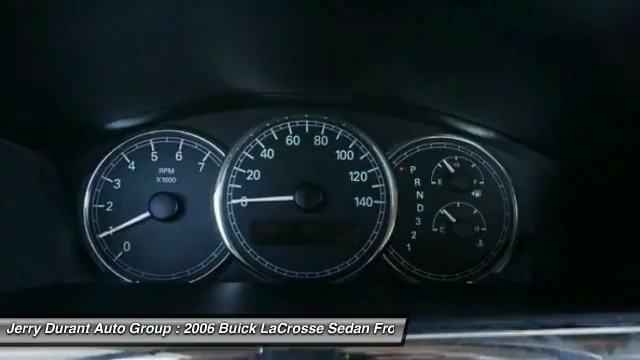 0 1 2 3 4 5 6 7
RPM
X1000
0 20 40 60 80 100 120 140
P
R
N
D
3
2
1
E F
C H
Jerry Durant Auto Group : 2006 Buick LaCrosse Sedan Fro